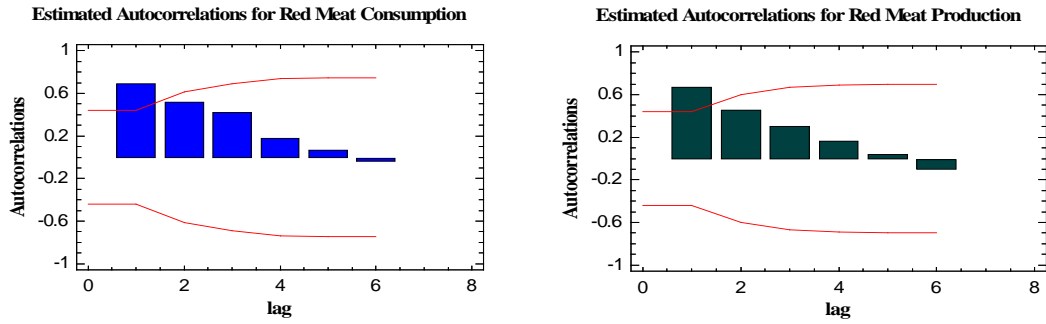 Estimated Autocorrelations for Red Meat Consumption
Autocorrelations
1
0.6
0.2
-0.2
-0.6
-1
0 2 4 6 8
lag
Estimated Autocorrelations for Red Meat Production
Autocorrelations
1
0.6
0.2
-0.2
-0.6
-1
0 2 4 6 8
lag